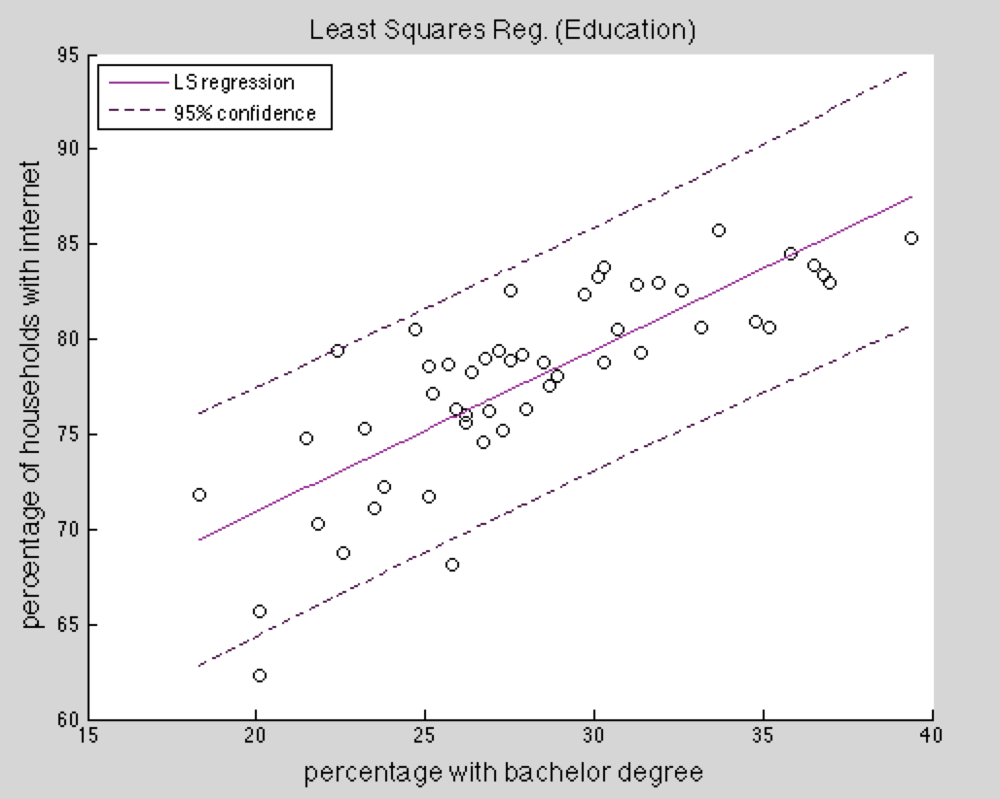 Least Squares Reg. (Education)
LS regression
95% confidence
95
90
85
80
75
70
65
60
15
20
25
30
35
40
percentage of households with internet
percentage with bachelor degree